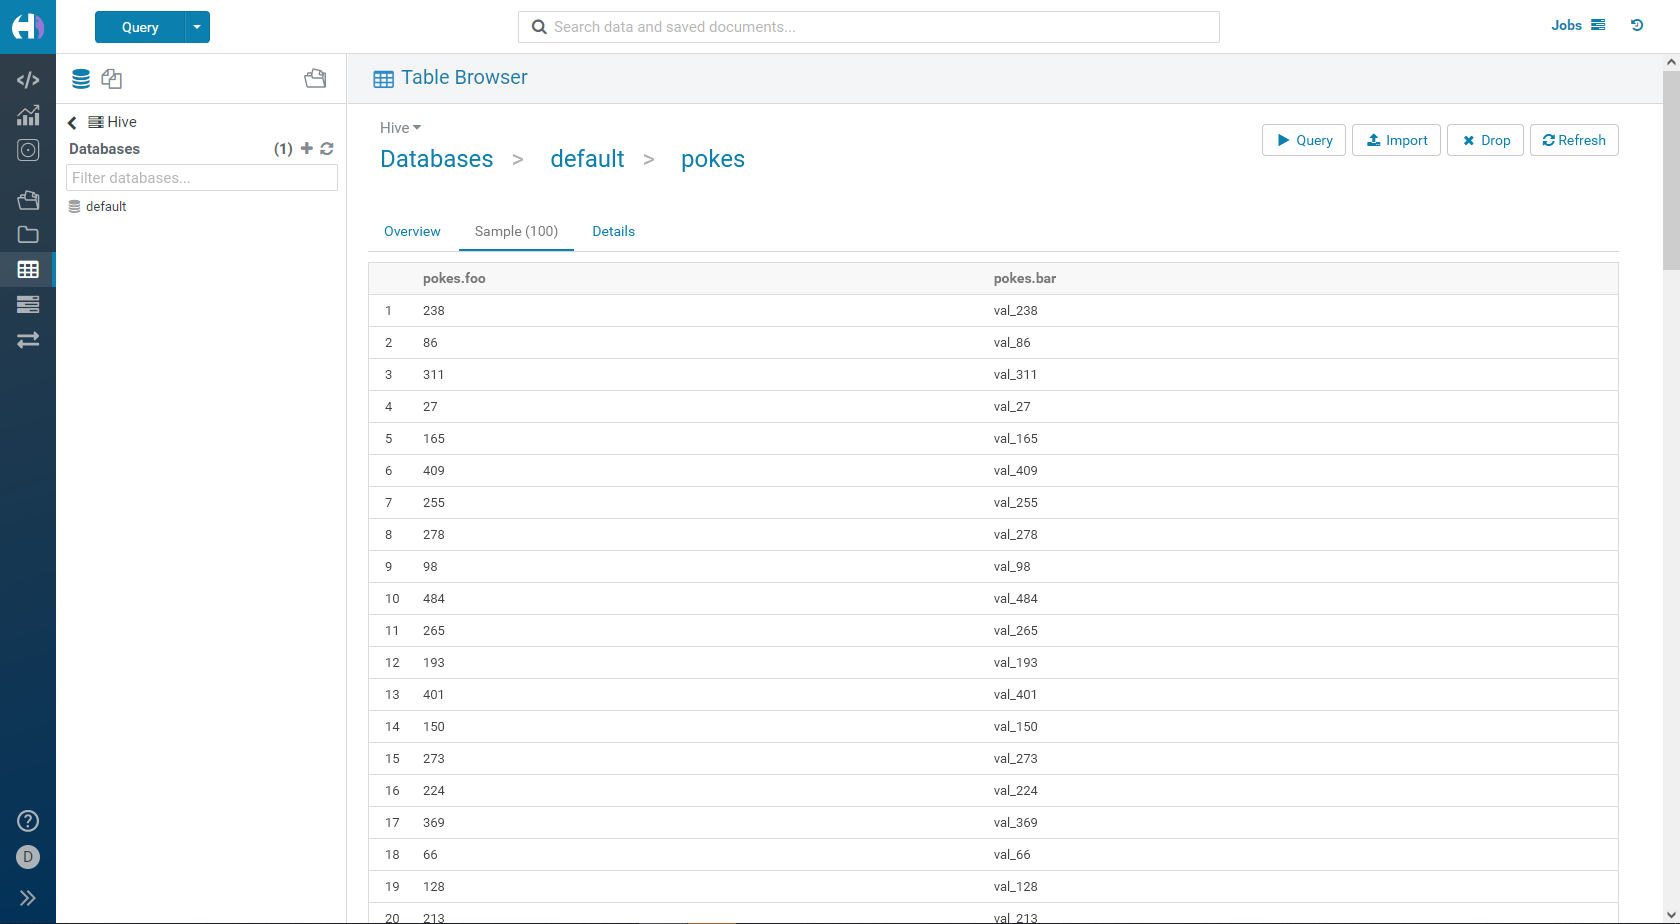 Query
Search data and saved documents...
Jobs
Table Browser
Hive
Databases (1)
Filter databases...
default
Hive
Databases > default > pokes
Query Import Drop Refresh
Overview Sample (100) Details
pokes.foo pokes.bar
1 238 val_238
2 86 val_86
3 311 val_311
4 27 val_27
5 165 val_165
6 409 val_409
7 255 val_255
8 278 val_278
9 98 val_98
10 484 val_484
11 265 val_265
12 193 val_193
13 401 val_401
14 150 val_150
15 273 val_273
16 224 val_224
17 369 val_369
18 66 val_66
19 128 val_128
20 213 val_213
D